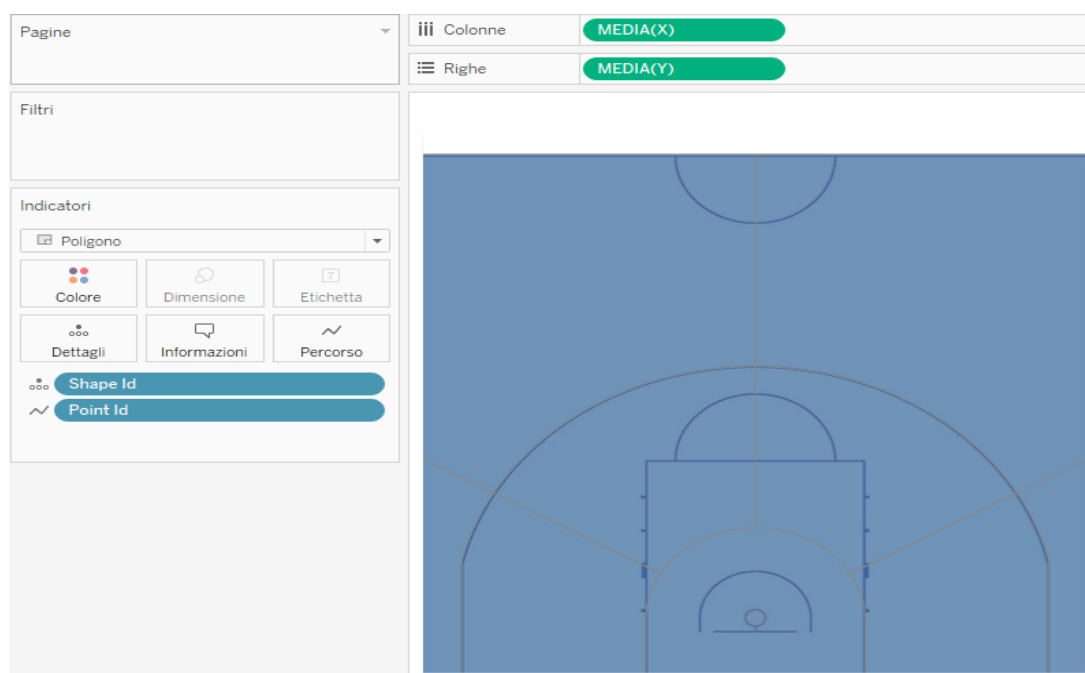 Pagine
Colonne
MEDIA(X)
Righe
MEDIA(Y)
Filtri
Indicatori
Poligono
Colore
Dimensione
Etichetta
Dettagli
Informazioni
Percorso
Shape Id
Point Id